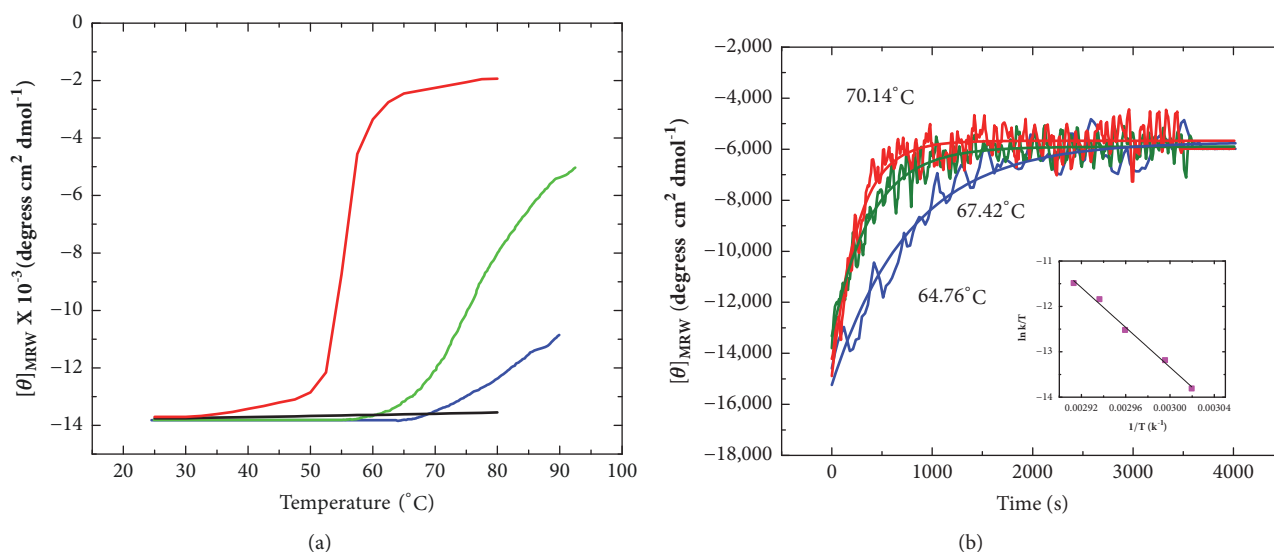 0
−2
−4
−6
−8
−10
−12
−14
[θ]MRW X 10⁻³ (degress cm² dmol⁻¹)
20 30 40 50 60 70 80 90 100
Temperature (˚C)
(a)
−2,000
−4,000
−6,000
−8,000
−10,000
−12,000
−14,000
−16,000
−18,000
[θ]MRW (degress cm² dmol⁻¹)
70.14˚C
67.42˚C
64.76˚C
−11
−12
−13
−14
ln k/T
0.00292 0.00296 0.00300 0.00304
1/T (k⁻¹)
0 1000 2000 3000 4000
Time (s)
(b)